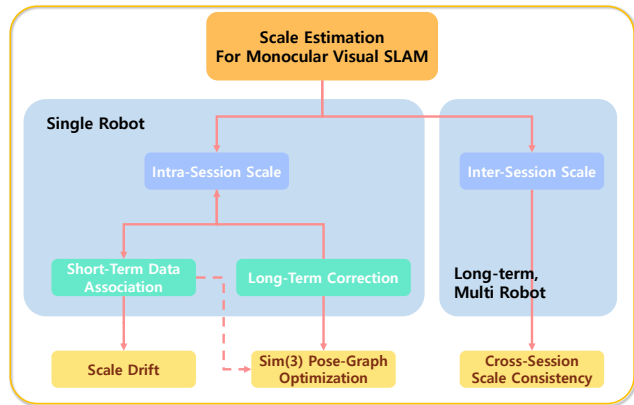 Scale Estimation
For Monocular Visual SLAM
Single Robot
Intra-Session Scale
Inter-Session Scale
Short-Term Data
Association
Long-Term Correction
Long-term,
Multi Robot
Scale Drift
Sim(3) Pose-Graph
Optimization
Cross-Session
Scale Consistency